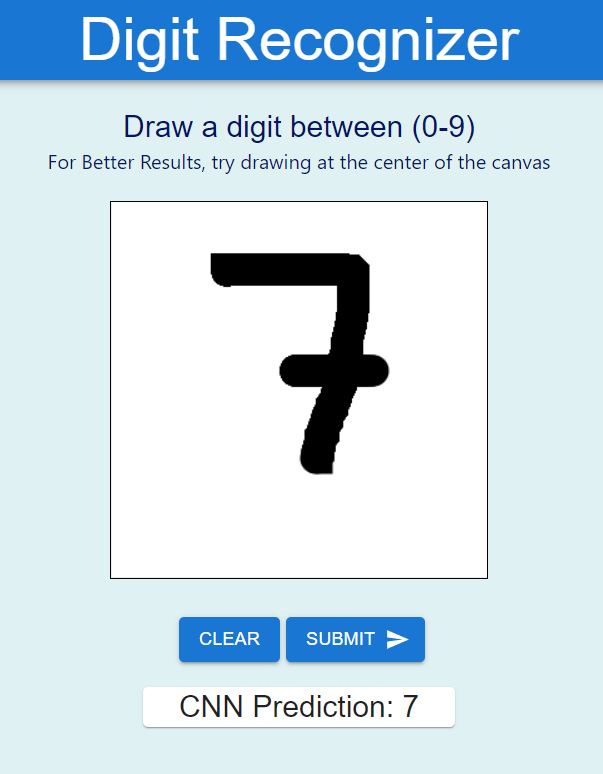 Digit Recognizer
Draw a digit between (0-9)
For Better Results, try drawing at the center of the canvas
7
CLEAR
SUBMIT
CNN Prediction: 7